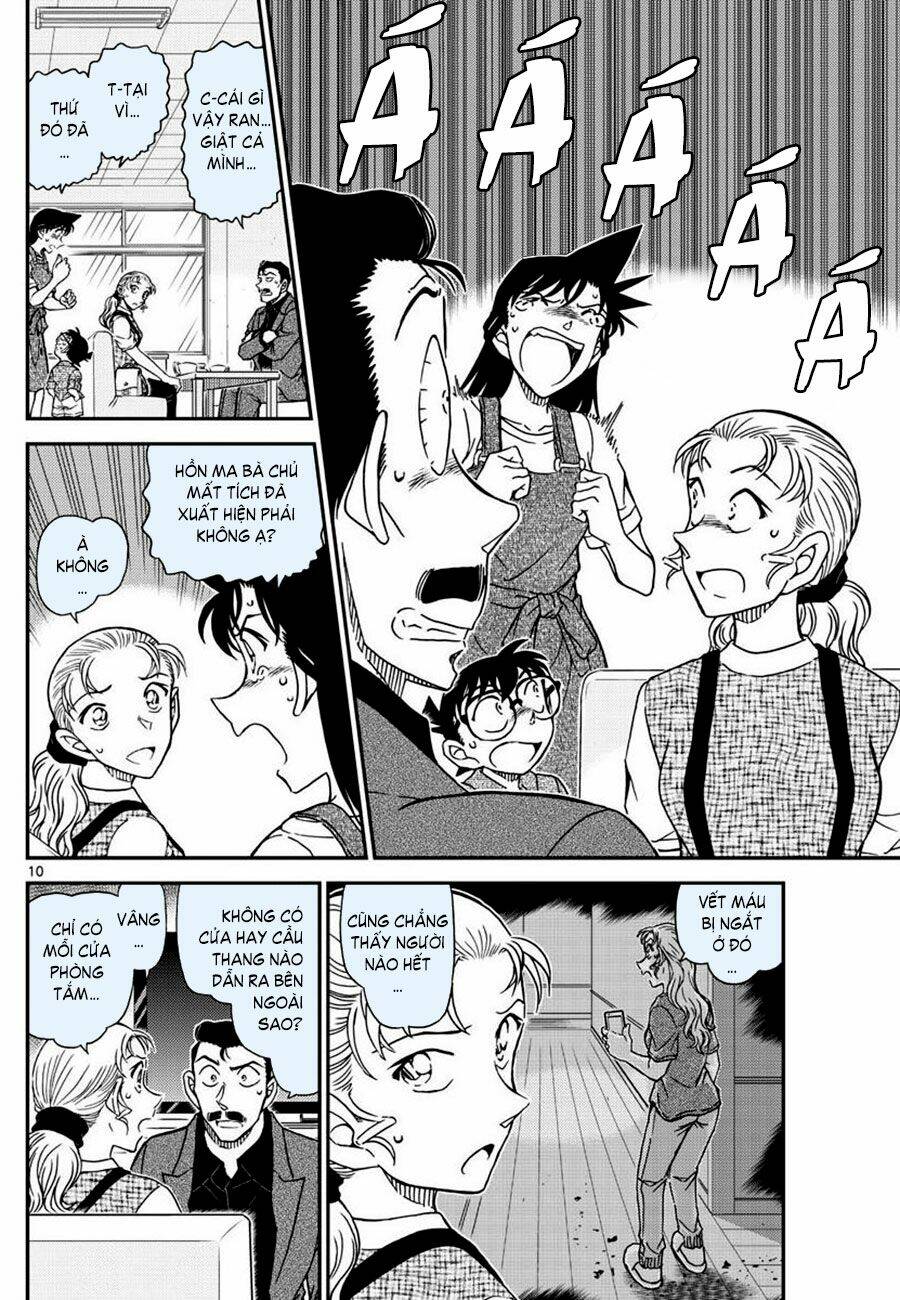 Á
Á
Á
Á
Á
C-CÁI GÌ
VẬY RAN...
GIẬT CẢ
MÌNH...
T-TẠI
VÌ...
THỨ
ĐÓ ĐÃ
...
HỒN MA BÀ CHỦ
MẤT TÍCH ĐÃ
XUẤT HIỆN PHẢI
KHÔNG Ạ?
À
KHÔNG
...
10
VẾT MÁU
BỊ NGẮT
Ở ĐÓ
...
CŨNG CHẲNG
THẤY NGƯỜI
NÀO HẾT
...
KHÔNG CÓ
CỬA HAY CẦU
THANG NÀO
DẪN RA BÊN
NGOÀI
SAO?
VÂNG
...
CHỈ CÓ
MỖI CỬA
PHÒNG
TẮM...